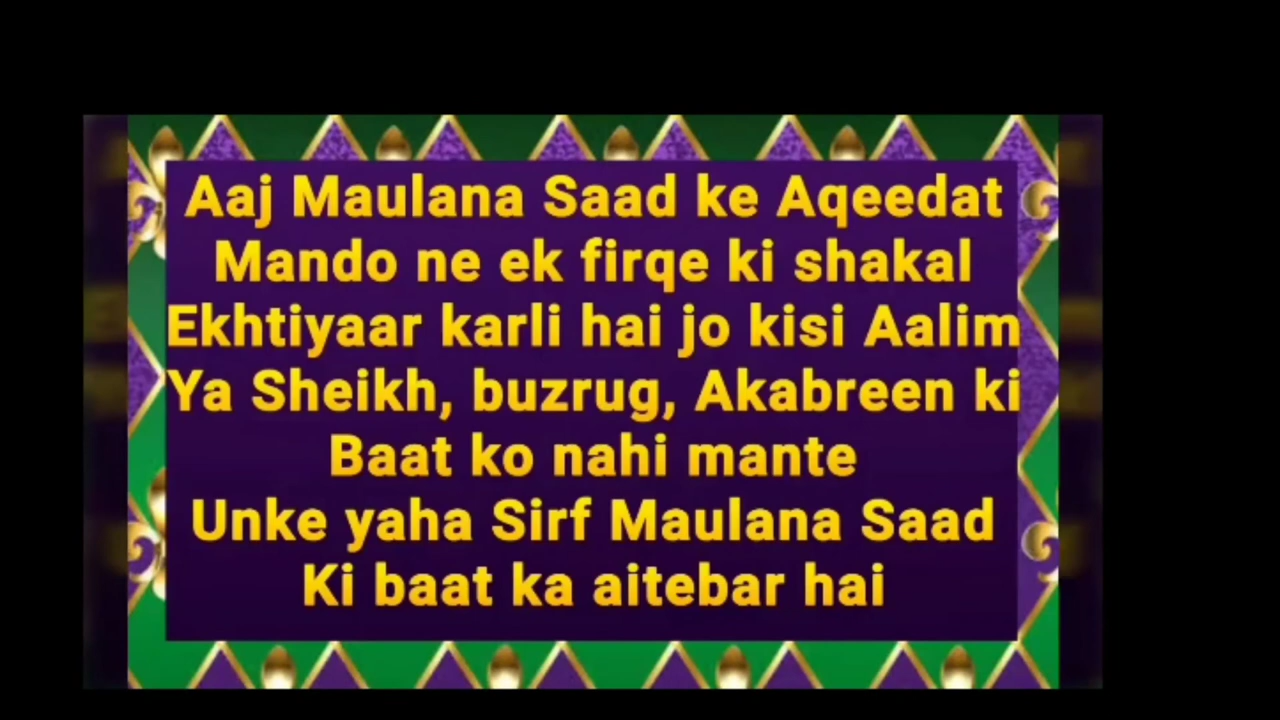 Aaj Maulana Saad ke Aqeedat
Mando ne ek firqe ki shakal
Ekhtiyaar karli hai jo kisi Aalim
Ya Sheikh, buzrug, Akabreen ki
Baat ko nahi mante
Unke yaha Sirf Maulana Saad
Ki baat ka aitebar hai